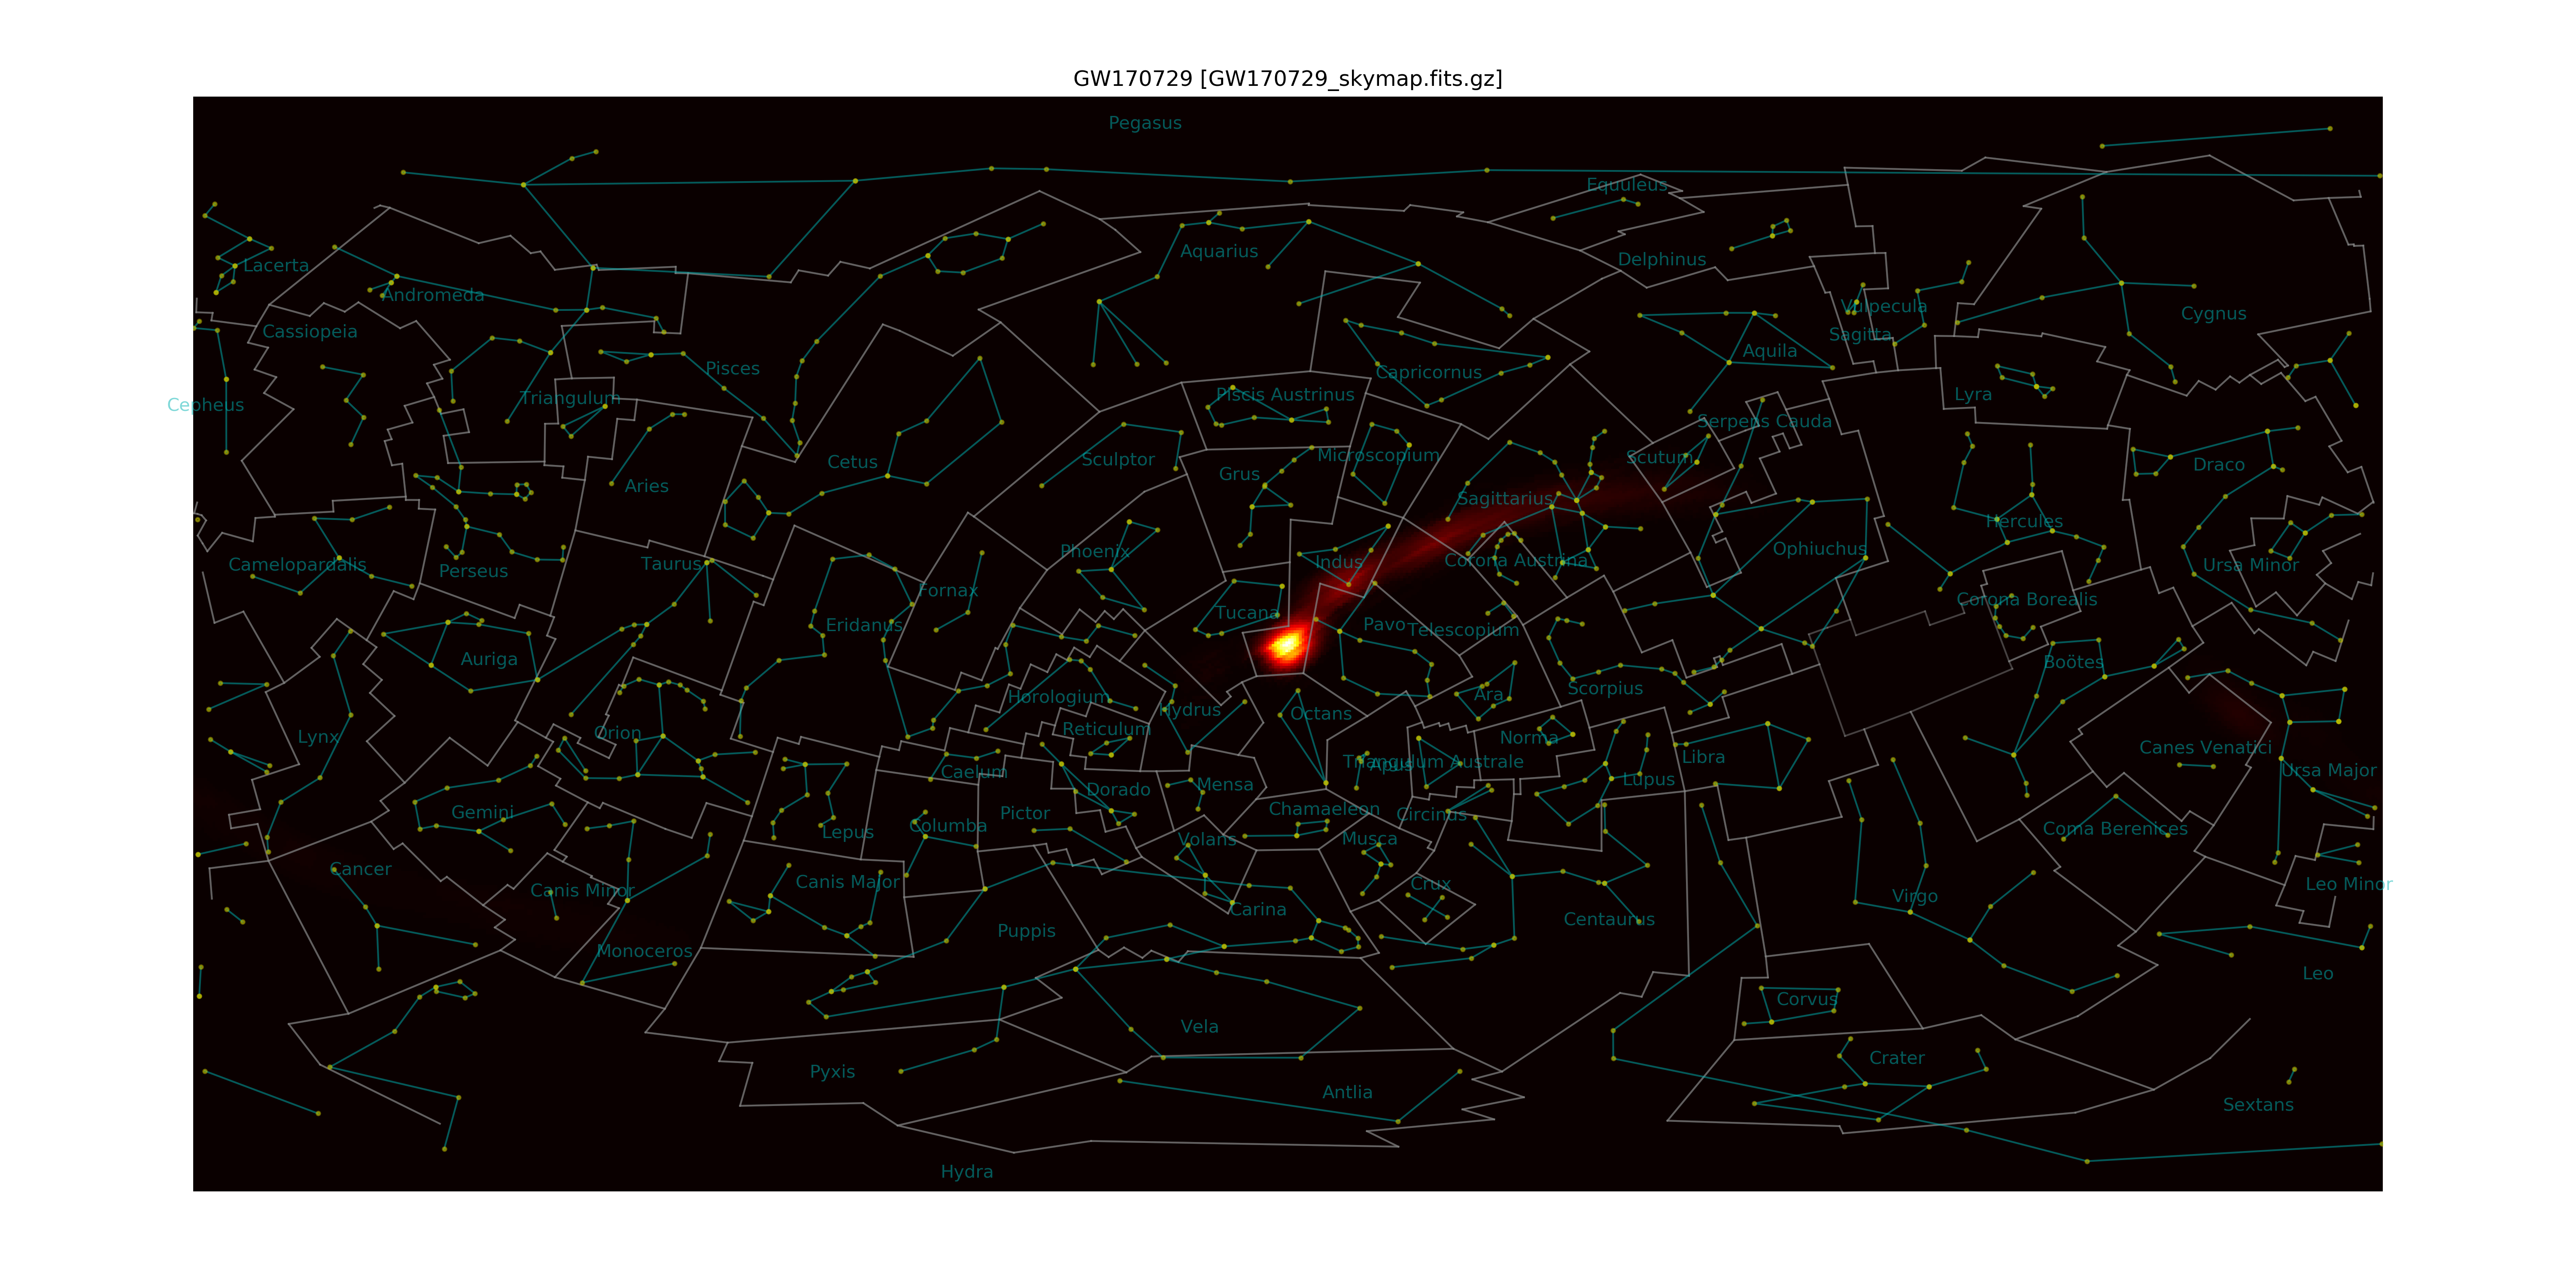 GW170729 [GW170729_skymap.fits.gz]
Pegasus
Equuleus
Aquarius
Delphinus
Lacerta
Andromeda
Vulpecula
Cygnus
Cassiopeia
Sagitta
Aquila
Pisces
Capricornus
Piscis Austrinus
Lyra
Triangulum
Cepheus
Serpens Cauda
Microscopium
Scutum
Sculptor
Cetus
Draco
Grus
Aries
Sagittarius
Hercules
Ophiuchus
Phoenix
Corona Austrina
Indus
Taurus
Camelopardalis
Ursa Minor
Perseus
Fornax
Corona Borealis
Tucana
Pavo
Eridanus
Telescopium
Auriga
Boötes
Scorpius
Ara
Horologium
Hydrus
Octans
Reticulum
Orion
Lynx
Norma
Canes Venatici
Libra
Triangulum Australe
Apus
Caelum
Ursa Major
Lupus
Mensa
Dorado
Chamaeleon
Gemini
Pictor
Circinus
Columba
Coma Berenices
Lepus
Volans
Musca
Cancer
Canis Major
Crux
Leo Minor
Canis Minor
Virgo
Carina
Centaurus
Puppis
Monoceros
Leo
Corvus
Vela
Crater
Pyxis
Antlia
Sextans
Hydra